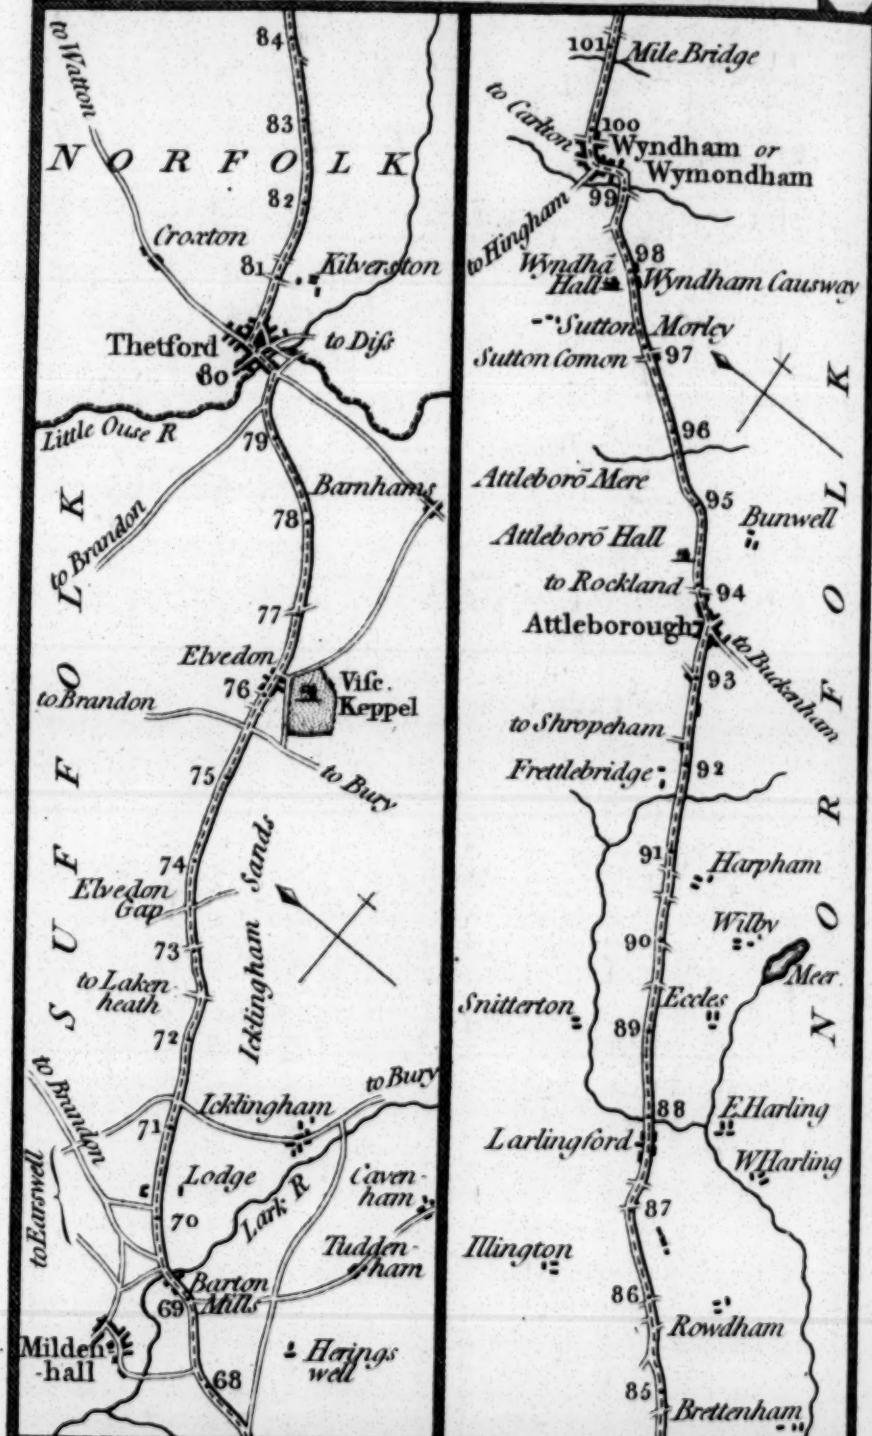 84
to Watton
83
NORFOLK
82
Croxton
81
Kilverston
Thetford
to Diſs
80
Little Ouse R
79
Barnhams
78
to Brandon
77
Elvedon
76
Viſc.
Keppel
to Brandon
75
to Bury
74
Elvedon
Gap
Icklingham Sands
73
to Laken-
heath
72
SUFFOLK
to Brandon
Icklingham
to Bury
71
Lodge
Caven-
ham
to Earswell
70
Lark R
Tudden-
ham
Barton
Mills
69
Milden-
-hall
Herings
well
68
101
Mile Bridge
to Carlton
100
Wyndham or
Wymondham
99
to Hingham
98
Wyndhā
Hall
Wyndham Causway
Sutton
Morley
Sutton Comon
97
96
Attleborō Mere
95
Bunwell
Attleborō Hall
to Rockland
94
Attleborough
to Buckenham
93
to Shropeham
Frettlebridge
92
91
Harpham
Wilby
90
Meer
Snitterton
Eccles
89
NORFOLK
88
E.Harling
Larlingford
W.Harling
87
Illington
86
Rowdham
85
Brettenham